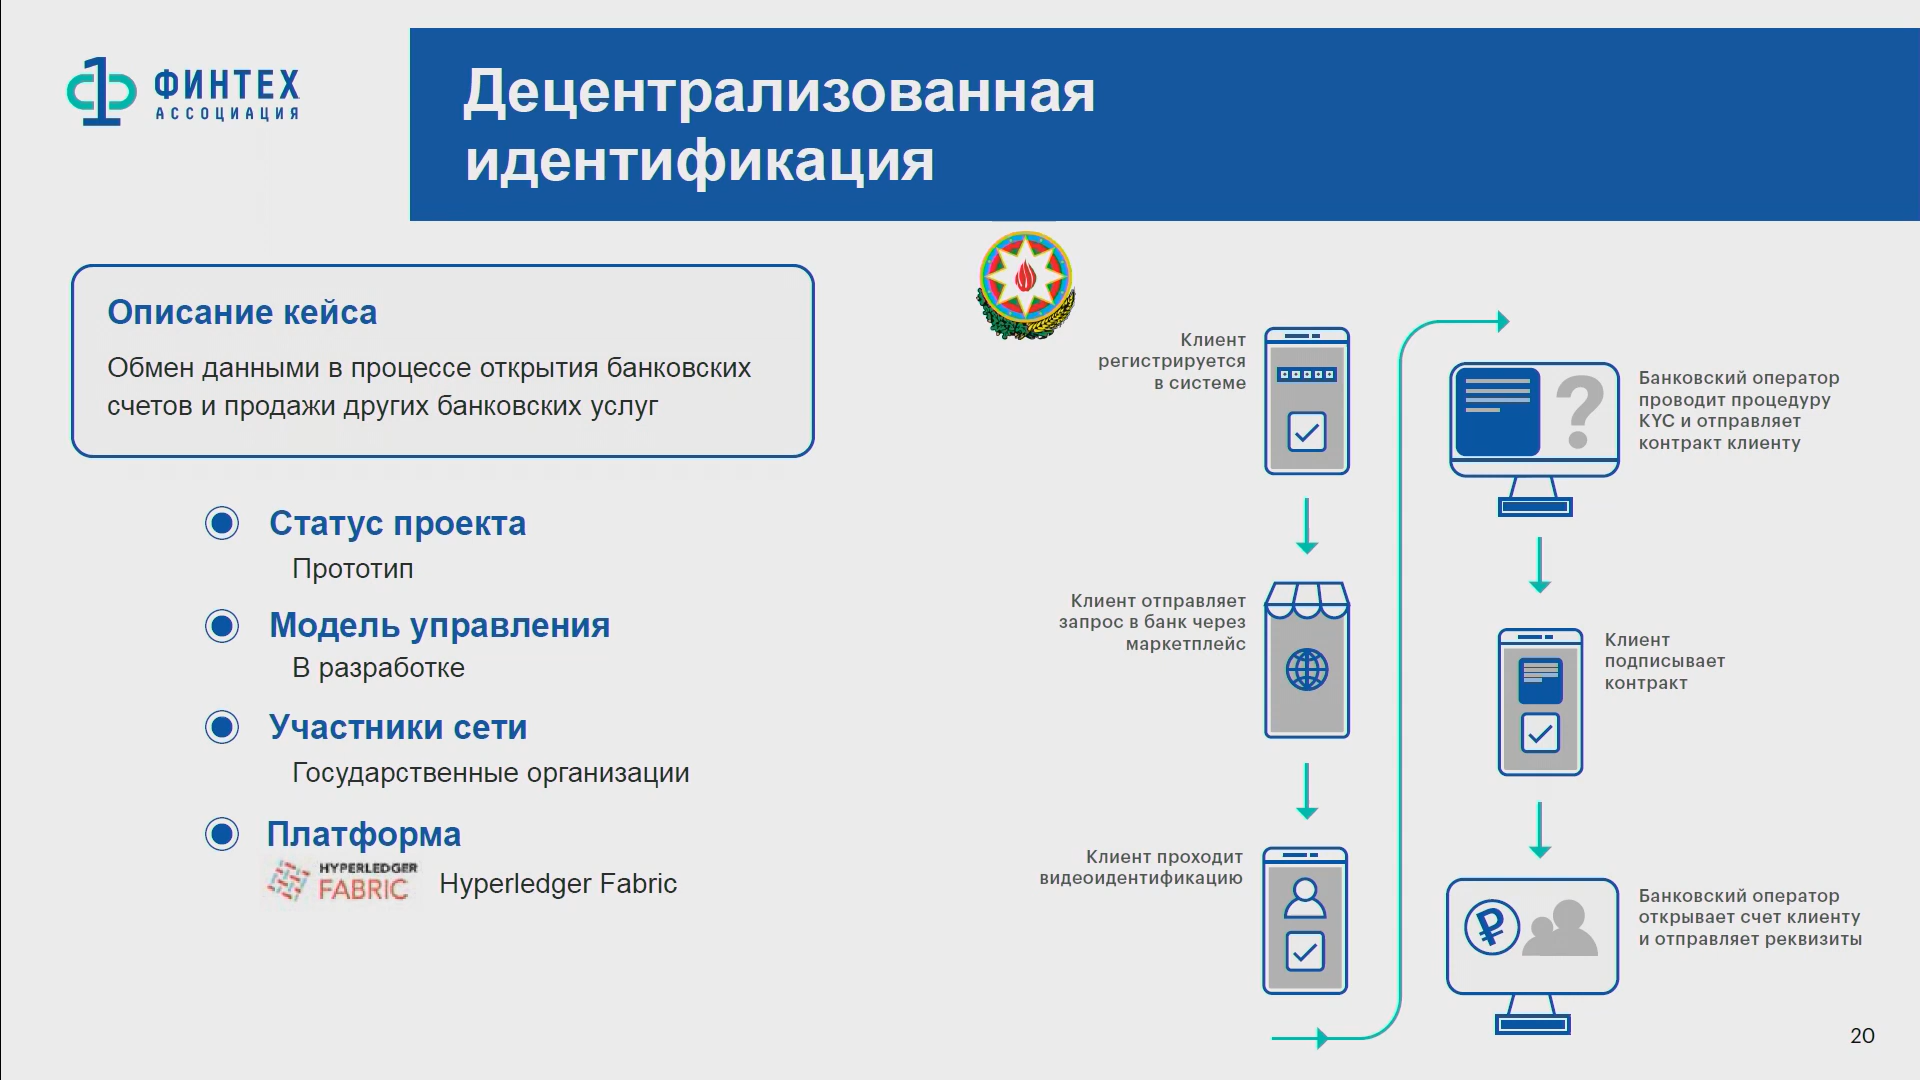 ФИНТЕХ
АССОЦИАЦИЯ
Децентрализованная
идентификация
Описание кейса
Обмен данными в процессе открытия банковских
счетов и продажи других банковских услуг
Статус проекта
Прототип
Модель управления
В разработке
Участники сети
Государственные организации
Платформа
HYPERLEDGER
FABRIC
Hyperledger Fabric
Клиент
регистрируется
в системе
Клиент отправляет
запрос в банк через
маркетплейс
Клиент проходит
видеоидентификацию
Банковский оператор
проводит процедуру
KYC и отправляет
контракт клиенту
?
Клиент
подписывает
контракт
Банковский оператор
открывает счет клиенту
и отправляет реквизиты
₽
20